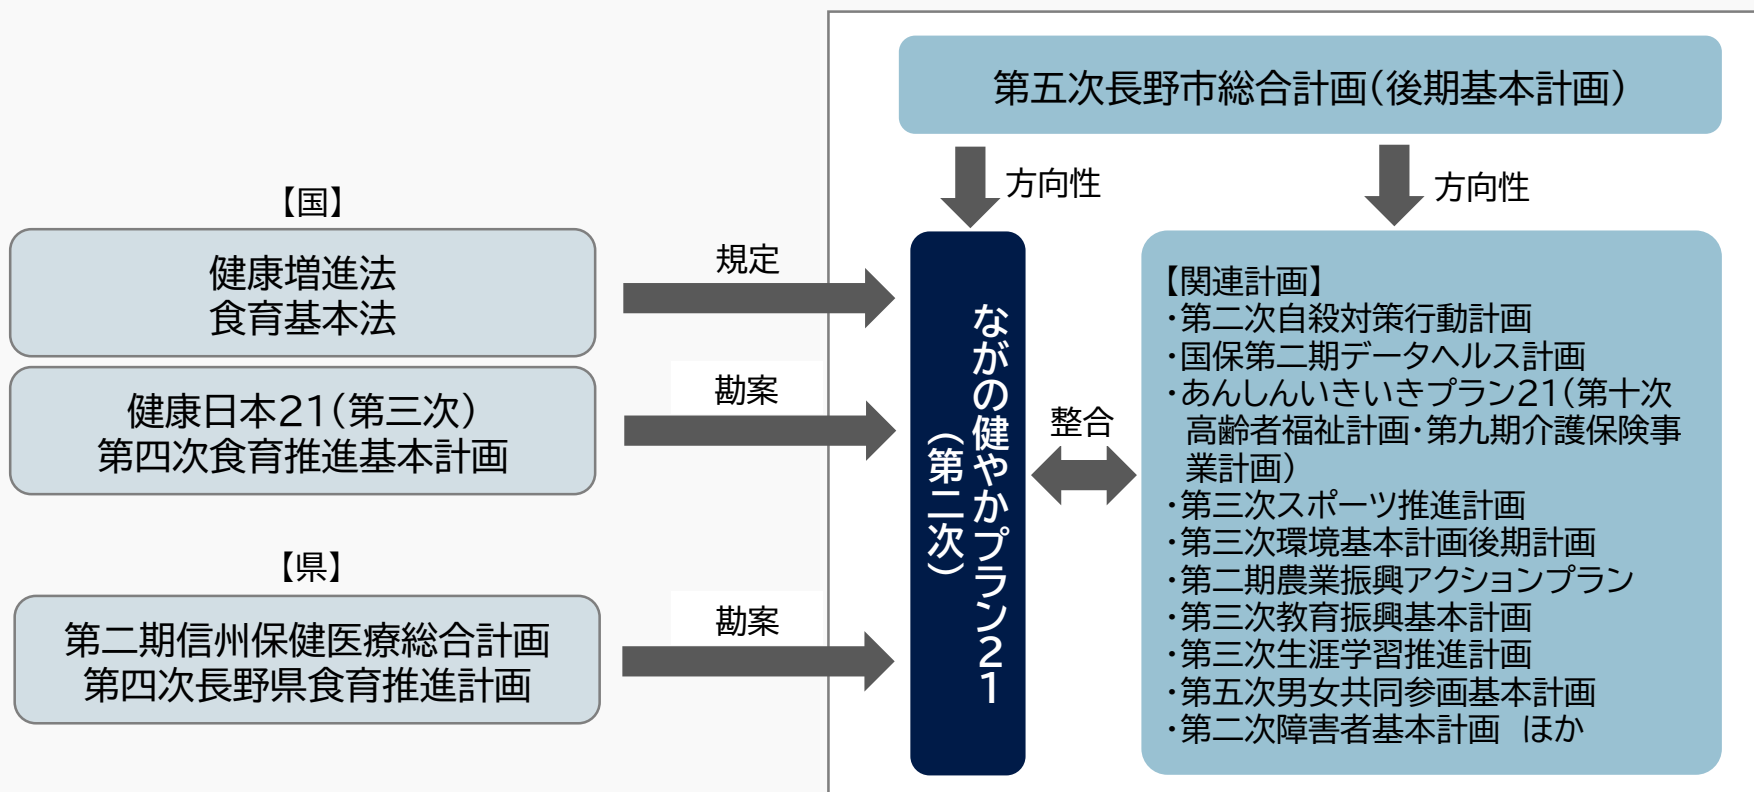 第五次長野市総合計画（後期基本計画）
方向性
方向性
【国】
健康増進法
食育基本法
規定
健康日本21（第三次）
第四次食育推進基本計画
勘案
【県】
第二期信州保健医療総合計画
第四次長野県食育推進計画
勘案
ながの健やかプラン21
（第二次）
整合
【関連計画】
・第二次自殺対策行動計画
・国保第二期データヘルス計画
・あんしんいきいきプラン21（第十次
高齢者福祉計画・第九期介護保険事
業計画）
・第三次スポーツ推進計画
・第三次環境基本計画後期計画
・第二期農業振興アクションプラン
・第三次教育振興基本計画
・第三次生涯学習推進計画
・第五次男女共同参画基本計画
・第二次障害者基本計画　ほか